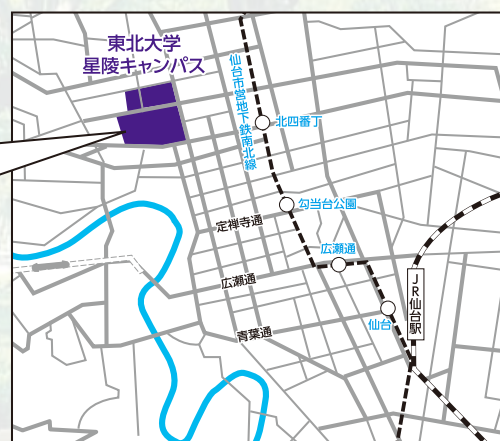 東北大学
星陵キャンパス
仙台市営地下鉄南北線
北四番丁
勾当台公園
定禅寺通
広瀬通
広瀬通
JR仙台駅
仙台
青葉通